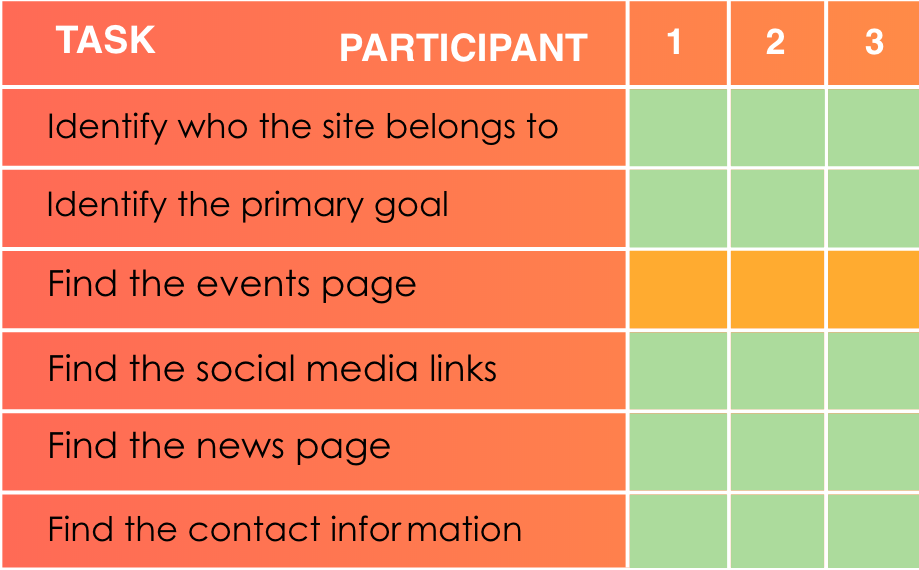 TASK PARTICIPANT 1 2 3
Identify who the site belongs to
Identify the primary goal
Find the events page
Find the social media links
Find the news page
Find the contact information